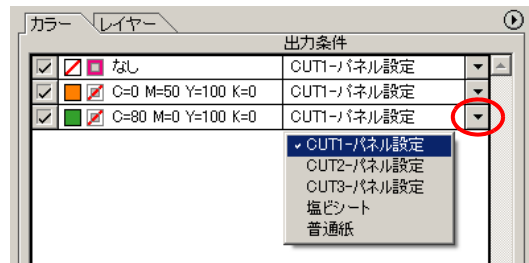 カラー レイヤー
出力条件
なし CUT1-パネル設定
C=0 M=50 Y=100 K=0 CUT1-パネル設定
C=80 M=0 Y=100 K=0 CUT1-パネル設定
CUT1-パネル設定
CUT2-パネル設定
CUT3-パネル設定
塩ビシート
普通紙